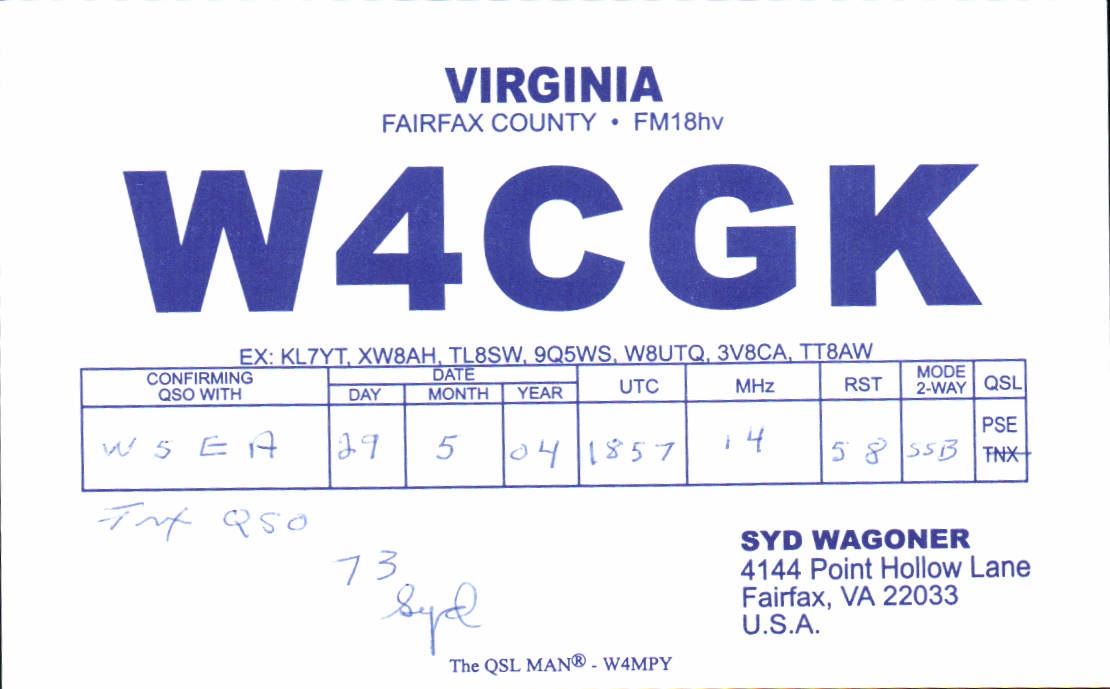 VIRGINIA
FAIRFAX COUNTY • FM18hv
W4CGK
EX: KL7YT, XW8AH, TL8SW, 9Q5WS, W8UTQ, 3V8CA, TT8AW
CONFIRMING QSO WITH DATE DAY MONTH YEAR UTC MHz RST MODE 2-WAY QSL
W5EA 29 5 04 1857 14 58 SSB PSE TNX
Tnx QSO
73
Syd
SYD WAGONER
4144 Point Hollow Lane
Fairfax, VA 22033
U.S.A.
The QSL MAN® - W4MPY